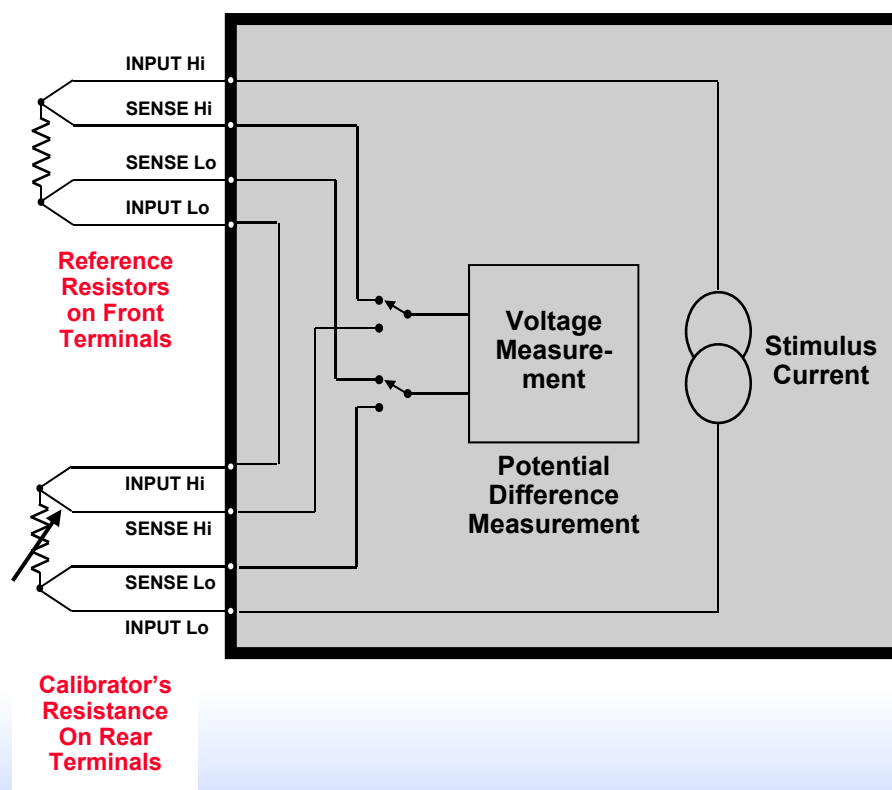 INPUT Hi
SENSE Hi
SENSE Lo
INPUT Lo
Reference
Resistors
on Front
Terminals
Voltage
Measure-
ment
Stimulus
Current
Potential
Difference
Measurement
INPUT Hi
SENSE Hi
SENSE Lo
INPUT Lo
Calibrator's
Resistance
On Rear
Terminals